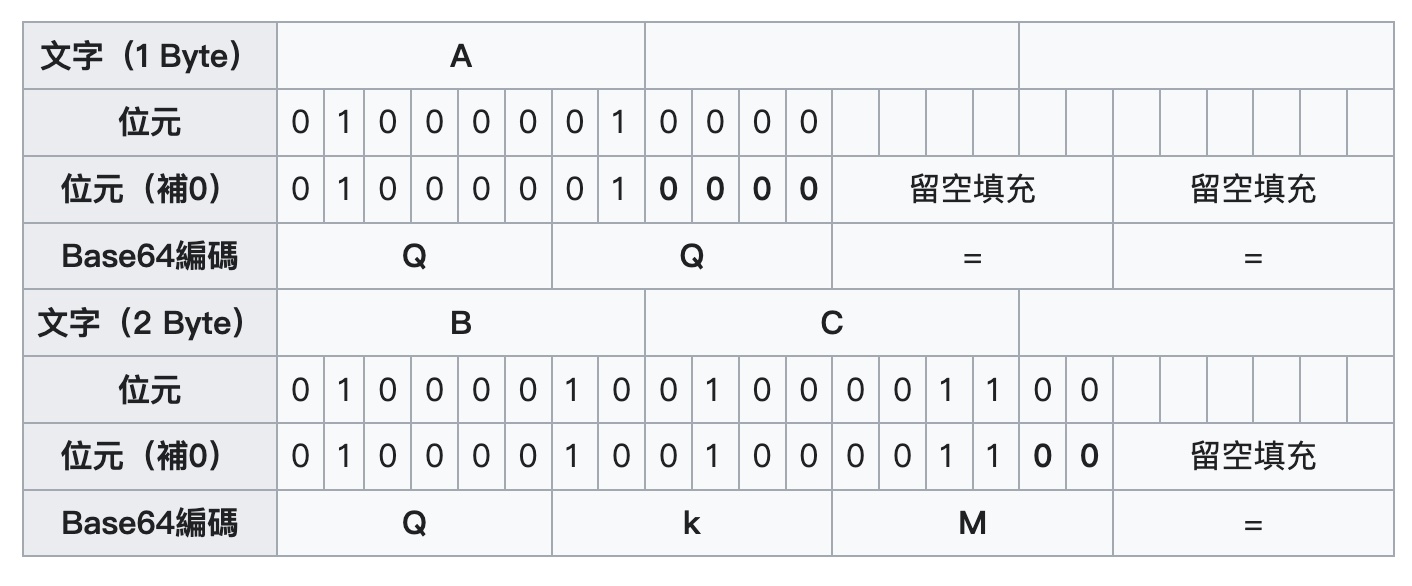 文字（1 Byte） A
位元 0 1 0 0 0 0 0 1 0 0 0 0
位元（補0） 0 1 0 0 0 0 0 1 0 0 0 0 留空填充 留空填充
Base64編碼 Q Q = =
文字（2 Byte） B C
位元 0 1 0 0 0 0 1 0 0 1 0 0 0 0 1 1 0 0
位元（補0） 0 1 0 0 0 0 1 0 0 1 0 0 0 0 1 1 0 0 留空填充
Base64編碼 Q k M =